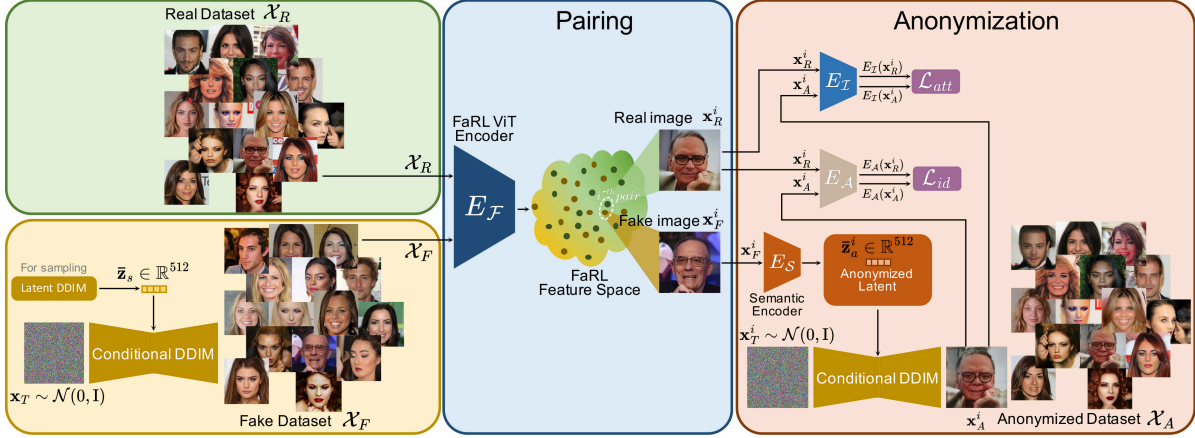 Real Dataset 𝒳_R
𝒳_R
For sampling
Latent DDIM
z̄_s ∈ ℝ^512
Conditional DDIM
x_T ∼ 𝒩(0, I)
Fake Dataset 𝒳_F
𝒳_F
Pairing
FaRL ViT
Encoder
E_ℱ
i^-th pair
FaRL
Feature Space
Real image x_R^i
Fake image x_F^i
Anonymization
x_R^i
x_A^i
E_ℐ
E_ℐ(x_R^i)
E_ℐ(x_A^i)
ℒ_att
x_R^i
x_A^i
E_𝒜
E_𝒜(x_R^i)
E_𝒜(x_A^i)
ℒ_id
x_F^i
E_𝒮
Semantic
Encoder
z̄_a^i ∈ ℝ^512
Anonymized
Latent
x_T^i ∼ 𝒩(0, I)
Conditional DDIM
x_A^i
Anonymized Dataset 𝒳_A